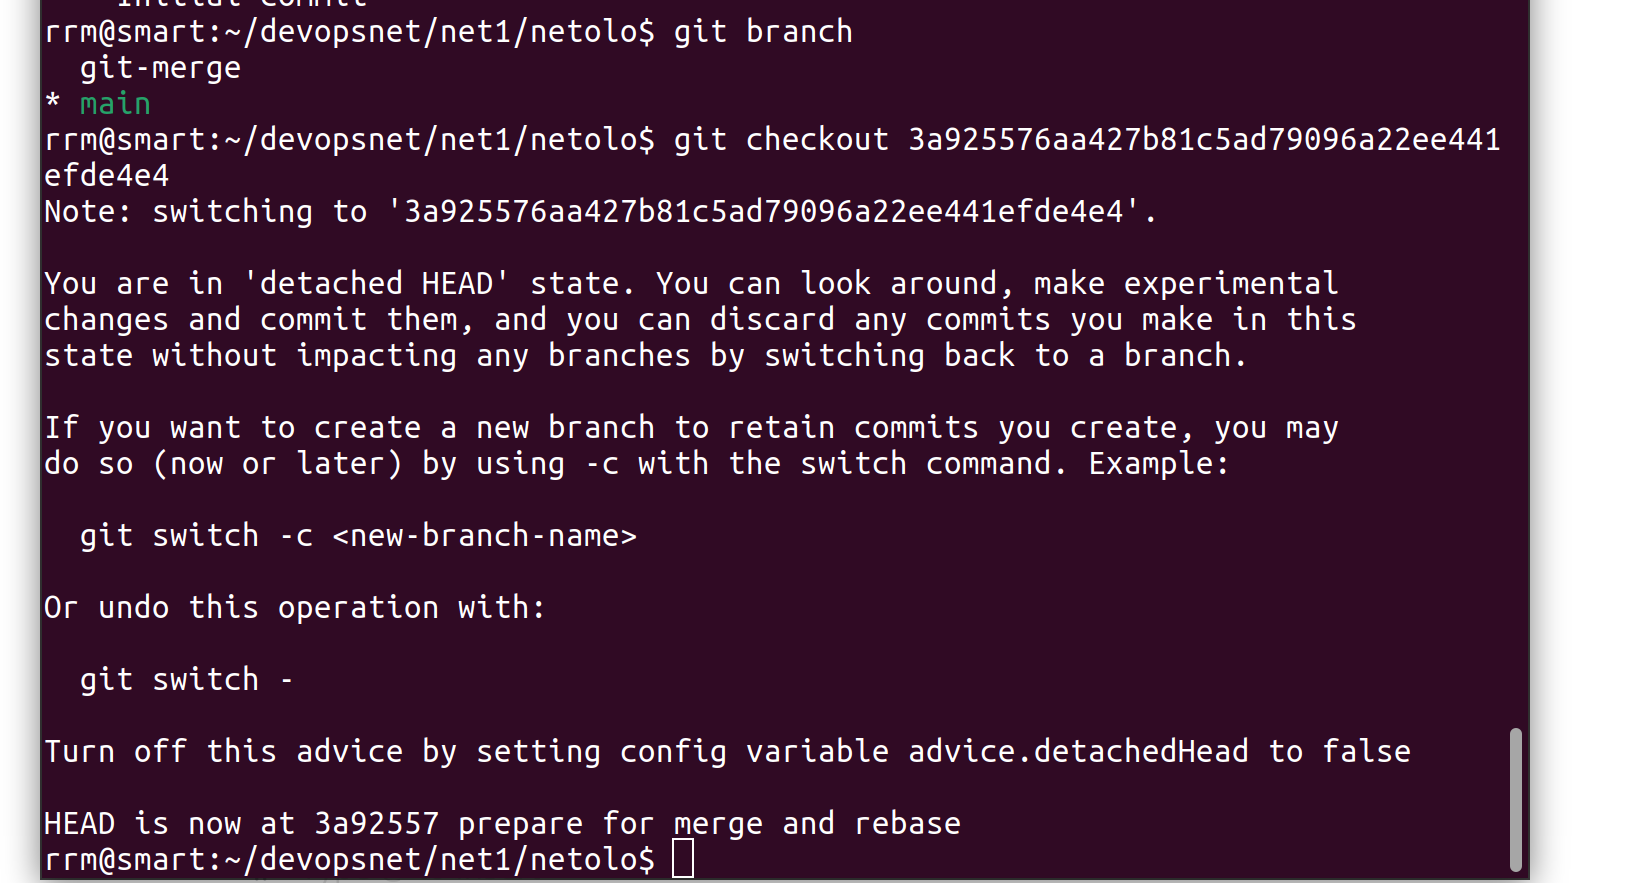 Initial commit
rrm@smart:~/devopsnet/net1/netolo$ git branch
  git-merge
* main
rrm@smart:~/devopsnet/net1/netolo$ git checkout 3a925576aa427b81c5ad79096a22ee441
efde4e4
Note: switching to '3a925576aa427b81c5ad79096a22ee441efde4e4'.

You are in 'detached HEAD' state. You can look around, make experimental
changes and commit them, and you can discard any commits you make in this
state without impacting any branches by switching back to a branch.

If you want to create a new branch to retain commits you create, you may
do so (now or later) by using -c with the switch command. Example:

  git switch -c <new-branch-name>

Or undo this operation with:

  git switch -

Turn off this advice by setting config variable advice.detachedHead to false

HEAD is now at 3a92557 prepare for merge and rebase
rrm@smart:~/devopsnet/net1/netolo$